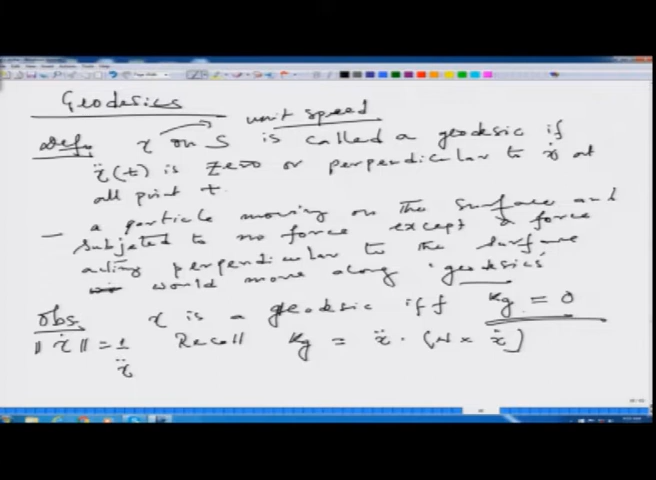 Geodesics
unit speed
Defn γ on S is called a geodesic if
γ̈(t) is zero or perpendicular to γ̇ at
all point t
— a particle moving on the surface and
subjected to no force except a force
acting perpendicular to the surface
would move along 'geodesics'
Obs. γ is a geodesic iff Kg = 0
‖γ̇‖ = 1 Recall Kg = γ̈ · (N × γ̇)
γ̈